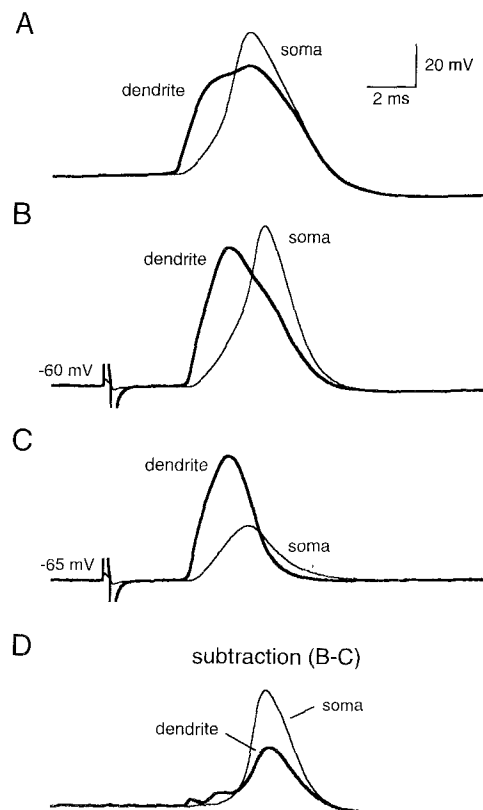 A
soma
20 mV
2 ms
dendrite
B
soma
dendrite
-60 mV
C
dendrite
soma
-65 mV
D
subtraction (B-C)
soma
dendrite